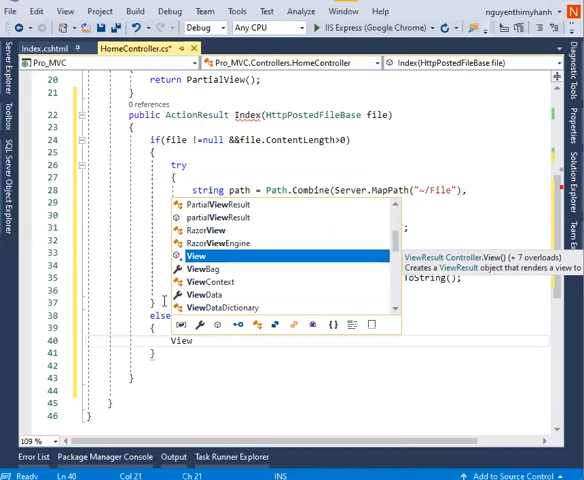 File Edit View Project Build Debug Team Tools Test Analyze Window Help
nguyenthimyhanh
Debug Any CPU IIS Express (Google Chrome)
Index.cshtml HomeController.cs*
Pro_MVC Pro_MVC.Controllers.HomeController Index(HttpPostedFileBase file)
Server Explorer
Toolbox
SQL Server Object Explorer
20 return PartialView();
21 }
0 references
22 public ActionResult Index(HttpPostedFileBase file)
23 {
24 if(file !=null &&file.ContentLength>0)
25 {
26 try
27 {
28 string path = Path.Combine(Server.MapPath("~/File"),
PartialViewResult
partialViewResult
RazorView
RazorViewEngine
View
ViewBag
ViewContext
ViewData
ViewDataDictionary
;
ViewResult Controller.View() (+ 7 overloads)
Creates a ViewResult object that renders a view to
ToString();
37 }
38 else
39 {
40 View
41 }
42
43 }
44
45 }
46 }
Diagnostic Tools
Properties
109 %
Error List Package Manager Console Output Task Runner Explorer
Ready Ln 40 Col 21 Ch 21 INS Add to Source Control